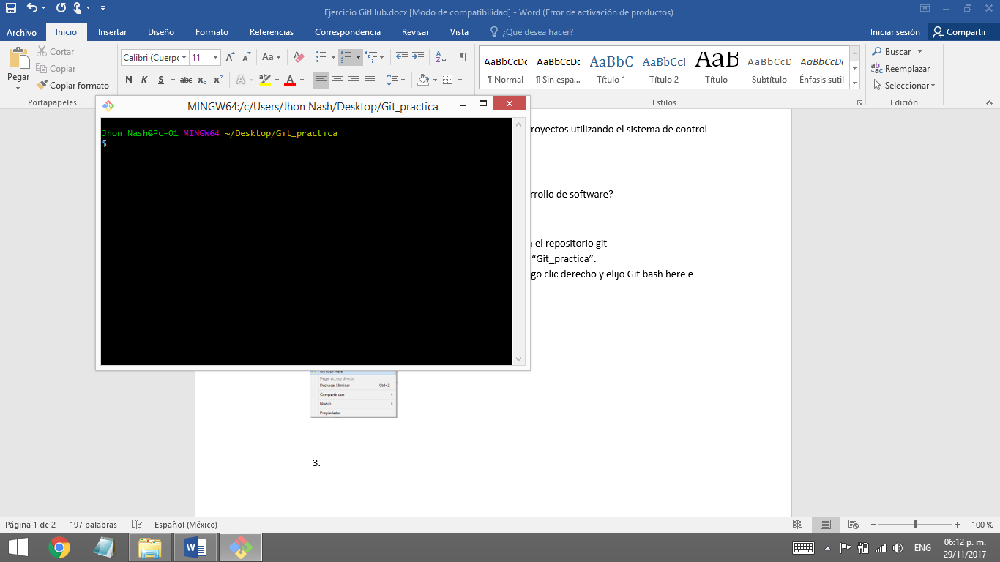 Ejercicio GitHub.docx [Modo de compatibilidad] - Word (Error de activación de productos)
Archivo Inicio Insertar Diseño Formato Referencias Correspondencia Revisar Vista ¿Qué desea hacer? Iniciar sesión Compartir
Pegar
Cortar
Copiar
Copiar formato
Portapapeles
Calibri (Cuerpo 11 Aa
N K S abc x₂ x² A ab A
AaBbCcDc AaBbCcDc AaBbC AaBbCcI AaB AaBbCcD AaBbCcDt
¶ Normal ¶ Sin espa... Título 1 Título 2 Título Subtítulo Énfasis sutil
Estilos
Buscar
Reemplazar
Seleccionar
Edición
MINGW64:/c/Users/Jhon Nash/Desktop/Git_practica
Jhon Nash@Pc-01 MINGW64 ~/Desktop/Git_practica
$
royectos utilizando el sistema de control
rrollo de software?
a el repositorio git
“Git_practica”.
go clic derecho y elijo Git bash here e
Git Bash Here
Pegar acceso directo
Deshacer Eliminar Ctrl+Z
Compartir con
Nuevo
Propiedades
3.
Página 1 de 2 197 palabras Español (México) 100 %
ENG
06:12 p. m.
29/11/2017